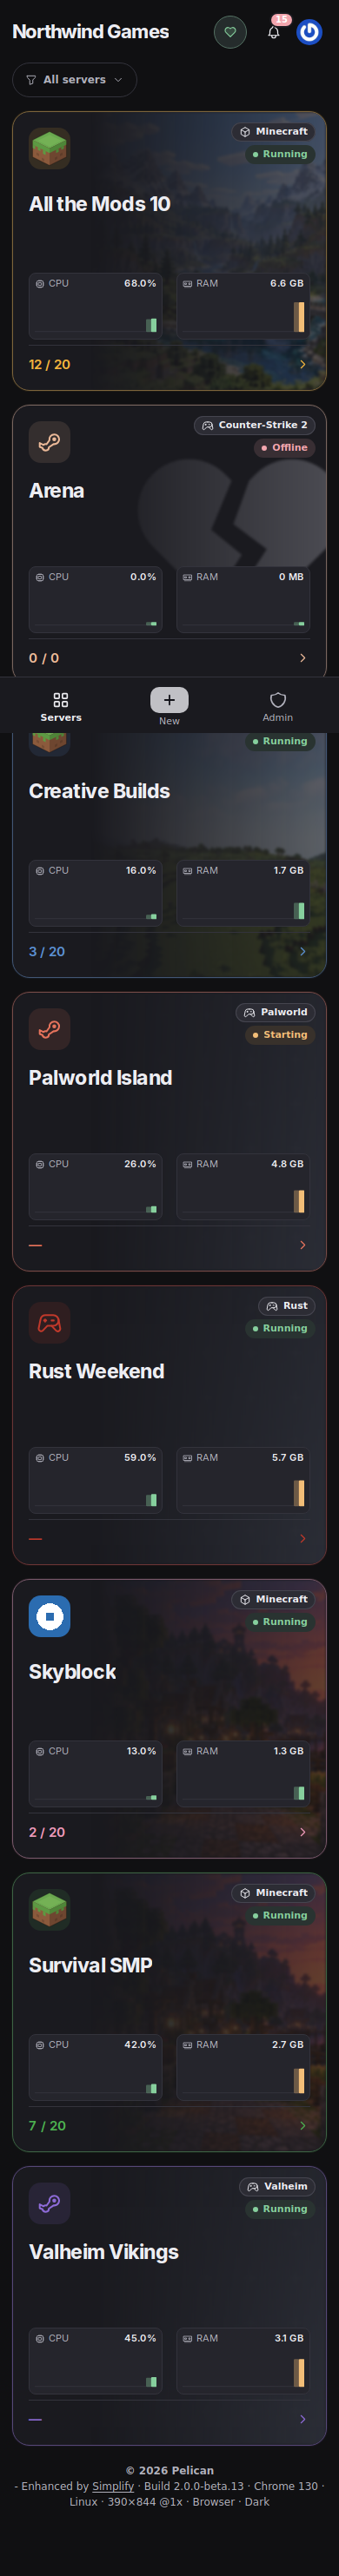 Northwind Games
15
All servers
Minecraft
Running
All the Mods 10
CPU 68.0%
RAM 6.6 GB
12 / 20
Counter-Strike 2
Offline
Arena
CPU 0.0%
RAM 0 MB
0 / 0
Servers
New
Admin
Running
Creative Builds
CPU 16.0%
RAM 1.7 GB
3 / 20
Palworld
Starting
Palworld Island
CPU 26.0%
RAM 4.8 GB
—
Rust
Running
Rust Weekend
CPU 59.0%
RAM 5.7 GB
—
Minecraft
Running
Skyblock
CPU 13.0%
RAM 1.3 GB
2 / 20
Minecraft
Running
Survival SMP
CPU 42.0%
RAM 2.7 GB
7 / 20
Valheim
Running
Valheim Vikings
CPU 45.0%
RAM 3.1 GB
—
© 2026 Pelican
- Enhanced by Simplify · Build 2.0.0-beta.13 · Chrome 130 ·
Linux · 390×844 @1x · Browser · Dark